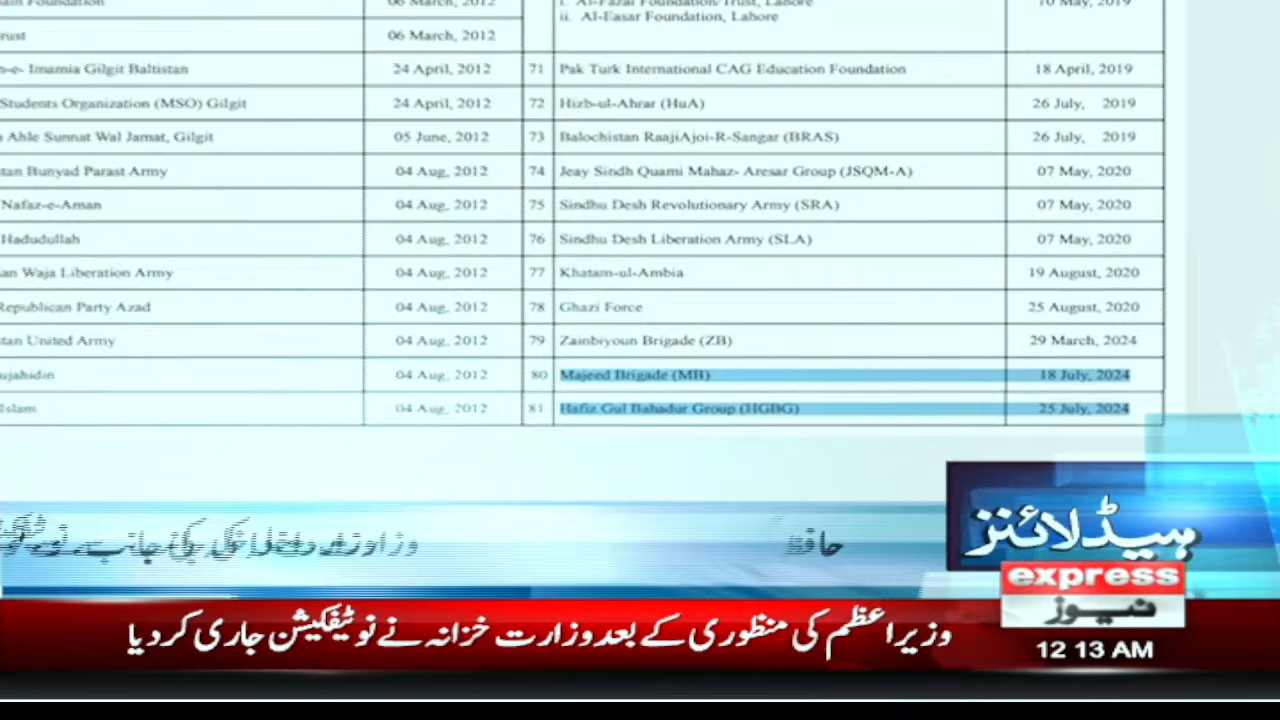 06 March, 2012
i. Al-Fazal Foundation/Trust, Lahore
10 May, 2019
ii. Al-Easar Foundation, Lahore
06 March, 2012
n-e- Imamia Gilgit Baltistan 24 April, 2012 71 Pak Turk International CAG Education Foundation 18 April, 2019
Students Organization (MSO) Gilgit 24 April, 2012 72 Hizb-ul-Ahrar (HuA) 26 July, 2019
Ahle Sunnat Wal Jamat, Gilgit 05 June, 2012 73 Balochistan RaajiAjoi-R-Sangar (BRAS) 26 July, 2019
tan Bunyad Parast Army 04 Aug, 2012 74 Jeay Sindh Quami Mahaz- Aresar Group (JSQM-A) 07 May, 2020
Nafaz-e-Aman 04 Aug, 2012 75 Sindhu Desh Revolutionary Army (SRA) 07 May, 2020
Hadudullah 04 Aug, 2012 76 Sindhu Desh Liberation Army (SLA) 07 May, 2020
an Waja Liberation Army 04 Aug, 2012 77 Khatam-ul-Ambia 19 August, 2020
Republican Party Azad 04 Aug, 2012 78 Ghazi Force 25 August, 2020
tan United Army 04 Aug, 2012 79 Zainbiyoun Brigade (ZB) 29 March, 2024
ujahidin 04 Aug, 2012 80 Majeed Brigade (MB) 18 July, 2024
Islam 04 Aug, 2012 81 Hafiz Gul Bahadur Group (HGBG) 25 July, 2024
ہیڈلائنز
حافظ
express
نیوز
وزیراعظم کی منظوری کے بعد وزارت خزانہ نے نوٹیفکیشن جاری کر دیا
12 13 AM